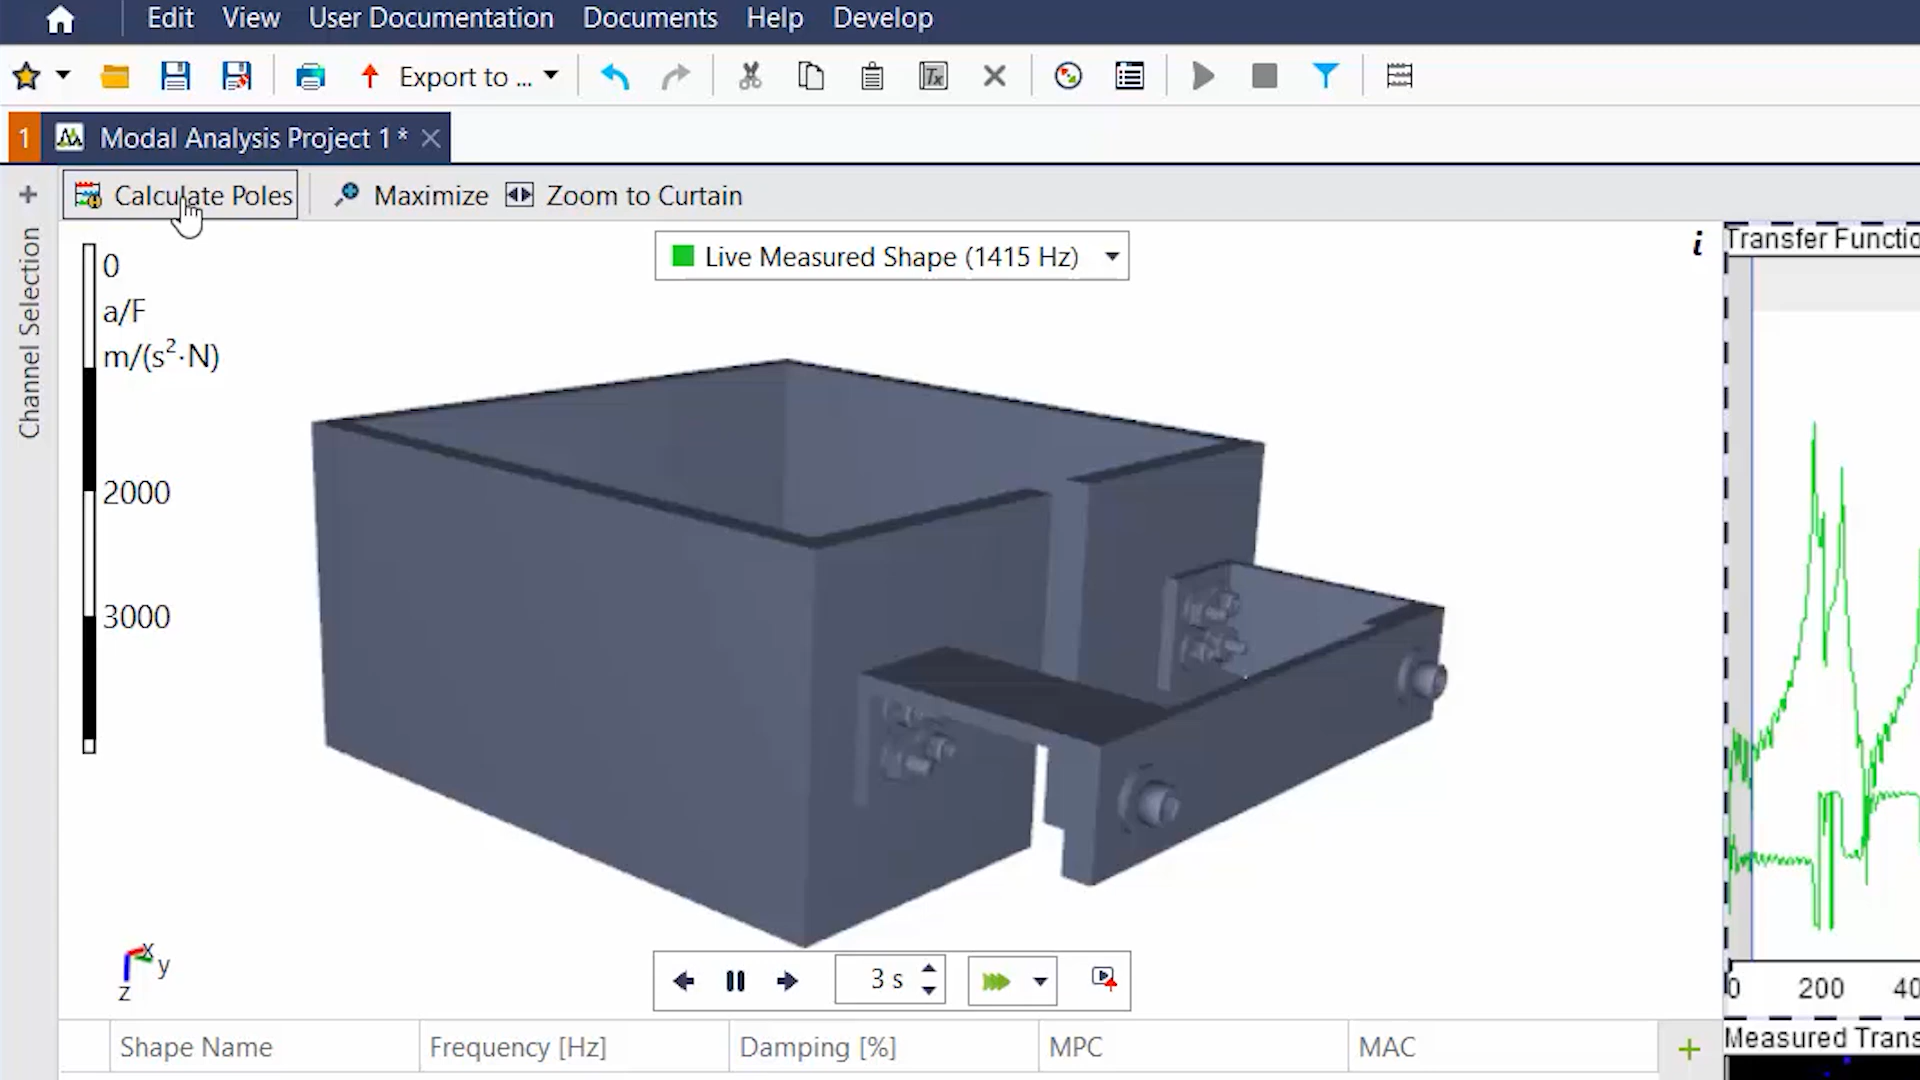 Edit View User Documentation Documents Help Develop
Export to ...
1 Modal Analysis Project 1 *
Calculate Poles Maximize Zoom to Curtain
Channel Selection
Live Measured Shape (1415 Hz)
i
0
a/F
m/(s²·N)
2000
3000
x
y
z
3 s
Shape Name Frequency [Hz] Damping [%] MPC MAC
Transfer Functio
0 200 40
Measured Trans